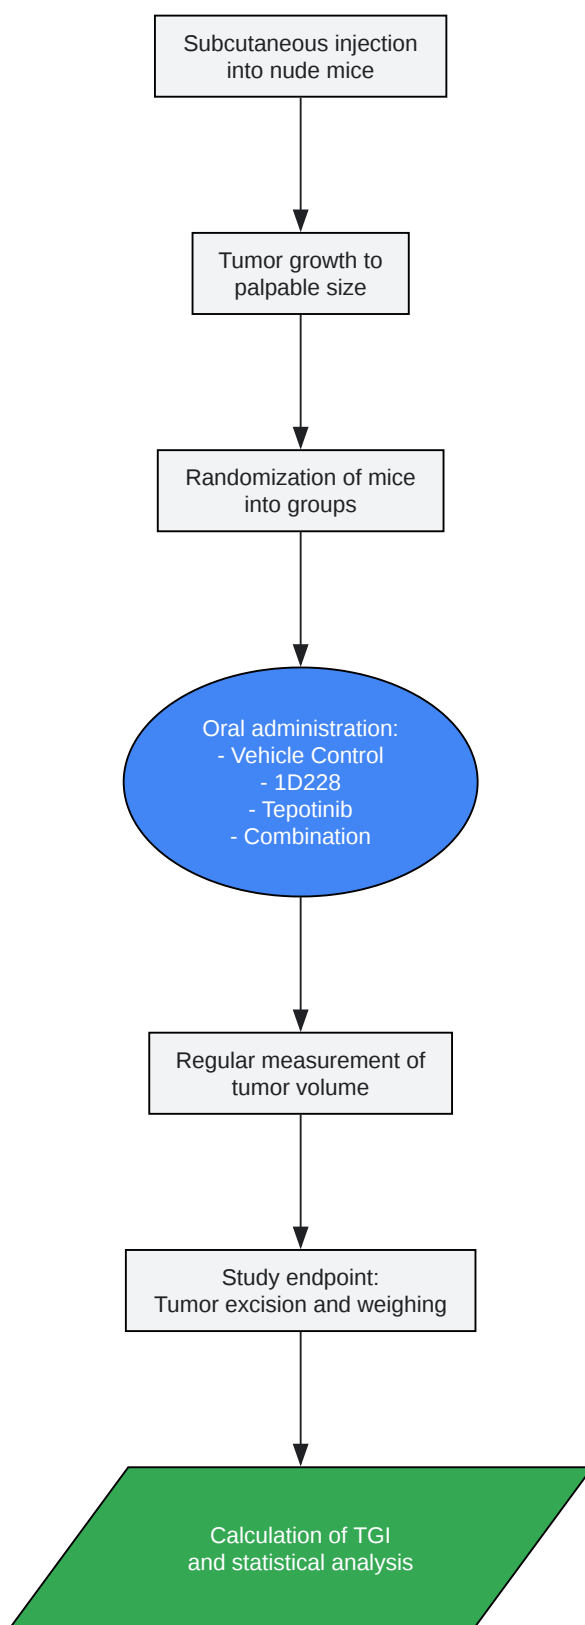 Subcutaneous injection
into nude mice
Tumor growth to
palpable size
Randomization of mice
into groups
Oral administration:
- Vehicle Control
- 1D228
- Tepotinib
- Combination
Regular measurement of
tumor volume
Study endpoint:
Tumor excision and weighing
Calculation of TGI
and statistical analysis